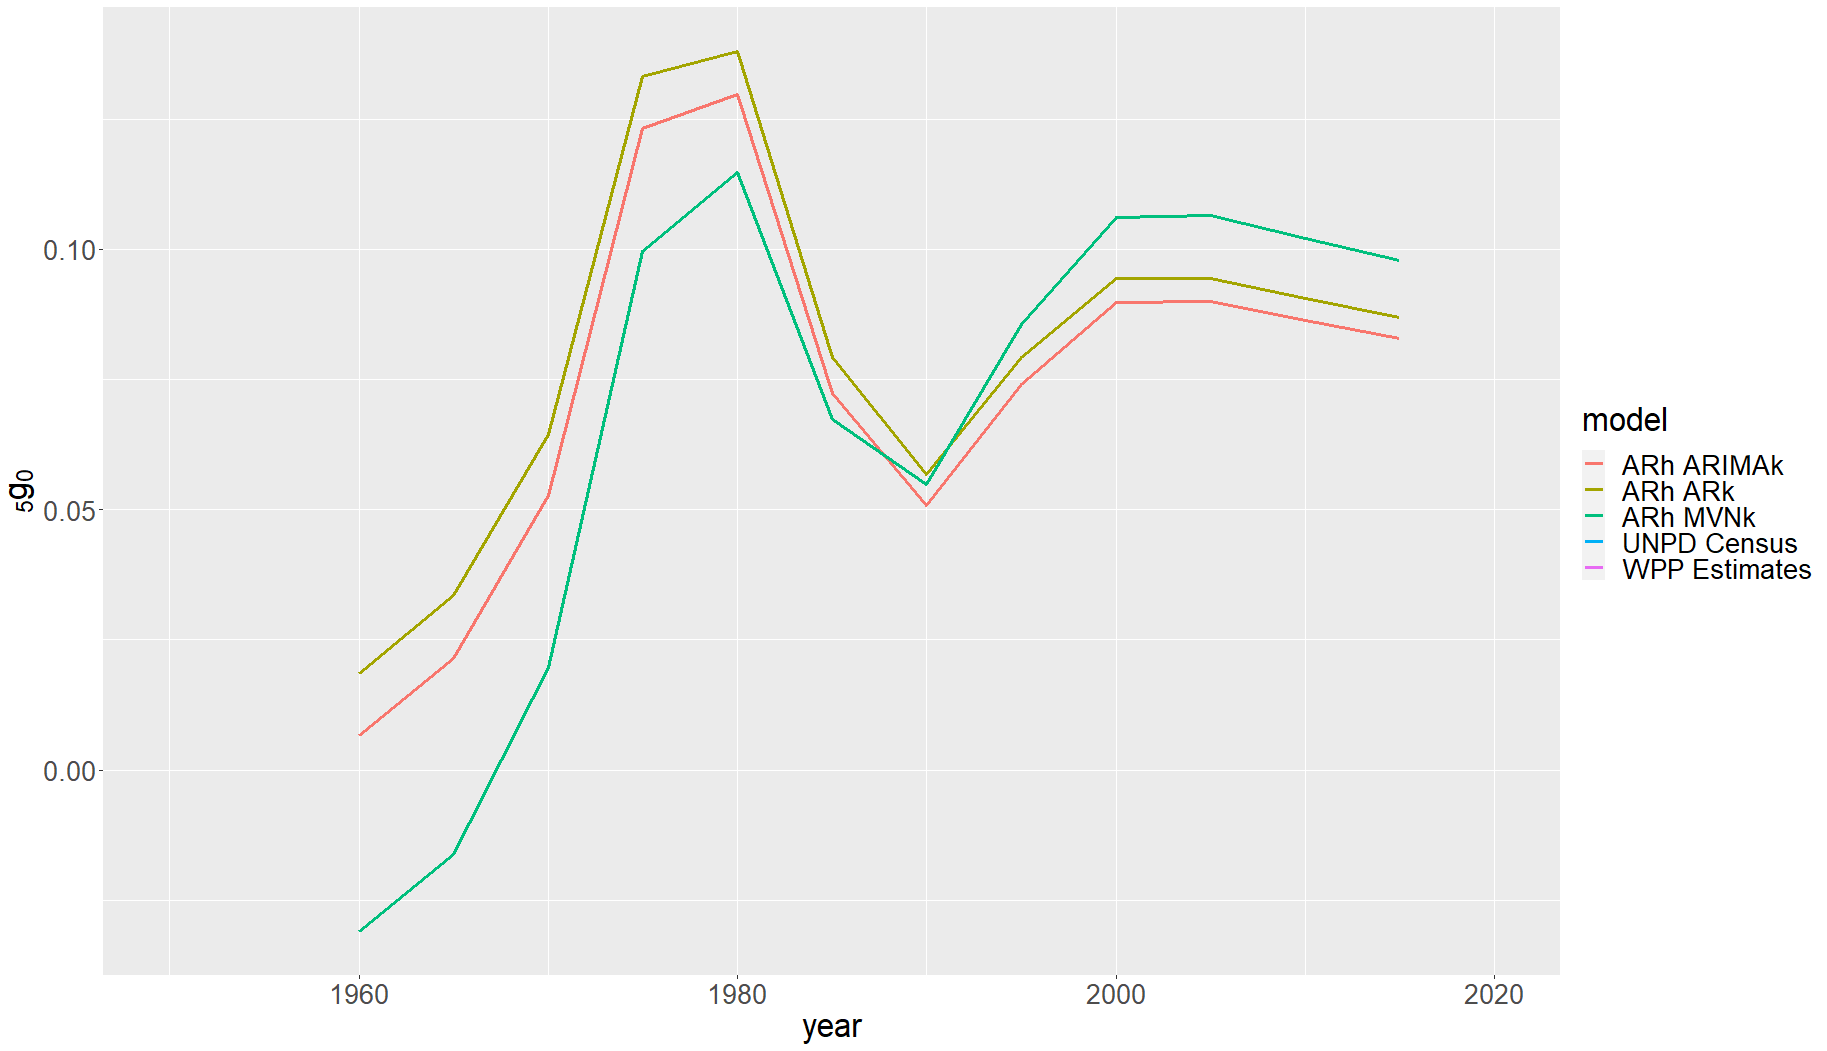 ₅g₀
0.10
0.05
0.00
1960 1980 2000 2020
year
model
ARh ARIMAk
ARh ARk
ARh MVNk
UNPD Census
WPP Estimates